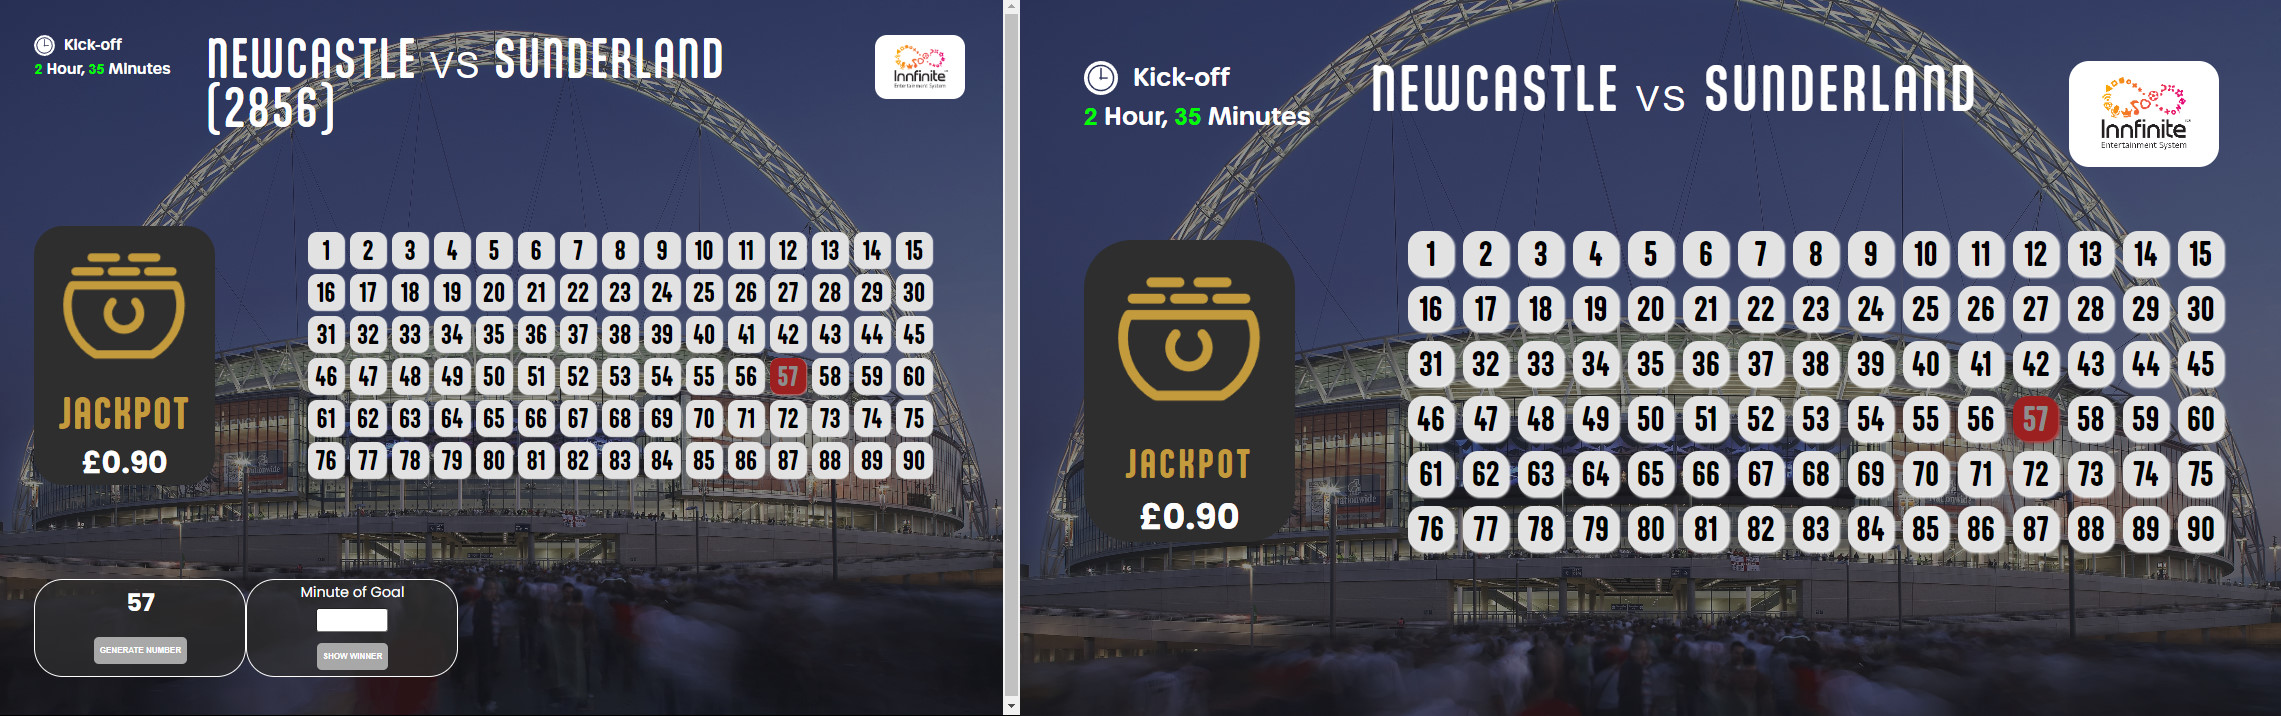 Kick-off
2 Hour, 35 Minutes
NEWCASTLE vs SUNDERLAND
(2856)
Innfinite
Entertainment System
1 2 3 4 5 6 7 8 9 10 11 12 13 14 15
16 17 18 19 20 21 22 23 24 25 26 27 28 29 30
31 32 33 34 35 36 37 38 39 40 41 42 43 44 45
46 47 48 49 50 51 52 53 54 55 56 57 58 59 60
61 62 63 64 65 66 67 68 69 70 71 72 73 74 75
76 77 78 79 80 81 82 83 84 85 86 87 88 89 90
JACKPOT
£0.90
57
GENERATE NUMBER
Minute of Goal
SHOW WINNER
Kick-off
2 Hour, 35 Minutes
NEWCASTLE vs SUNDERLAND
Innfinite
Entertainment System
1 2 3 4 5 6 7 8 9 10 11 12 13 14 15
16 17 18 19 20 21 22 23 24 25 26 27 28 29 30
31 32 33 34 35 36 37 38 39 40 41 42 43 44 45
46 47 48 49 50 51 52 53 54 55 56 57 58 59 60
61 62 63 64 65 66 67 68 69 70 71 72 73 74 75
76 77 78 79 80 81 82 83 84 85 86 87 88 89 90
JACKPOT
£0.90